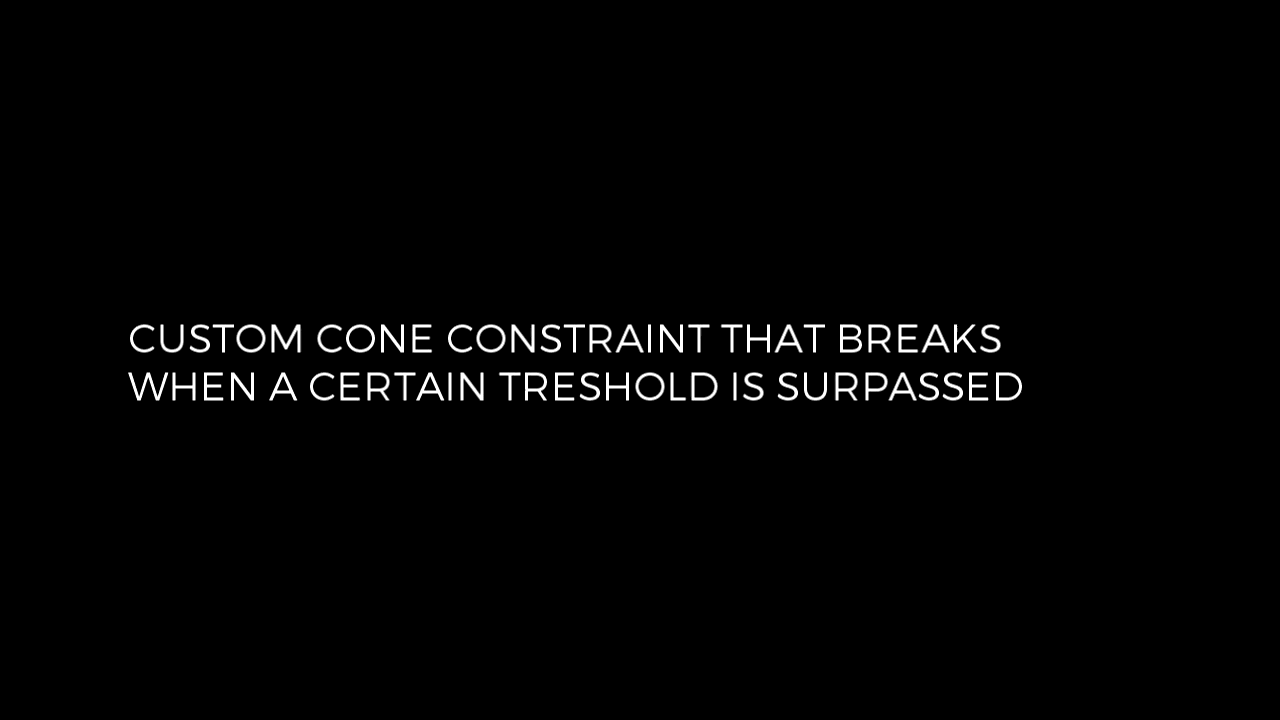 CUSTOM CONE CONSTRAINT THAT BREAKS
WHEN A CERTAIN TRESHOLD IS SURPASSED